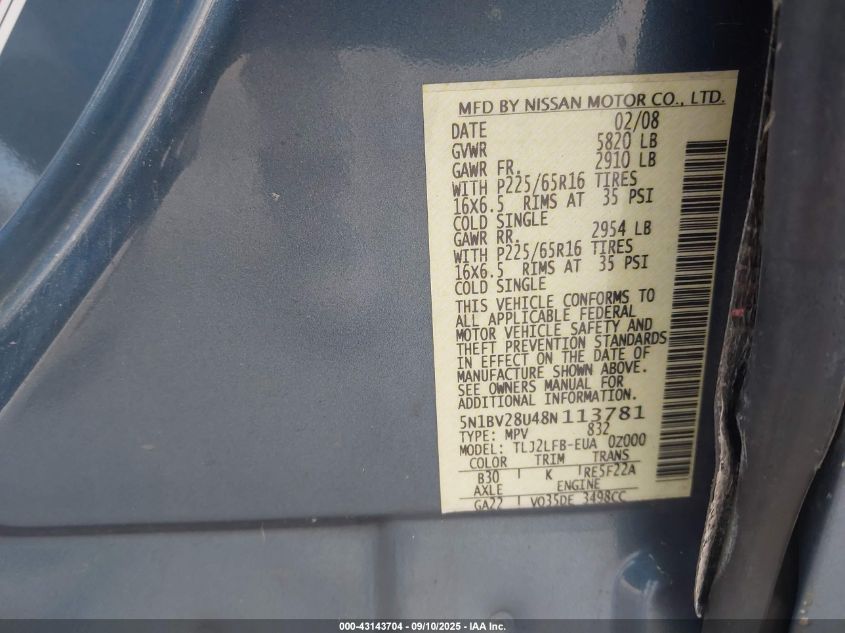 MFD BY NISSAN MOTOR CO., LTD.
DATE 02/08
GVWR 5820 LB
GAWR FR. 2910 LB
WITH P225/65R16 TIRES
16X6.5 RIMS AT 35 PSI
COLD SINGLE
GAWR RR. 2954 LB
WITH P225/65R16 TIRES
16X6.5 RIMS AT 35 PSI
COLD SINGLE
THIS VEHICLE CONFORMS TO
ALL APPLICABLE FEDERAL
MOTOR VEHICLE SAFETY AND
THEFT PREVENTION STANDARDS
IN EFFECT ON THE DATE OF
MANUFACTURE SHOWN ABOVE.
SEE OWNERS MANUAL FOR
ADDITIONAL INFORMATION
5N1BV28U48N113781
TYPE: MPV 832
MODEL: TLJ2LFB-EUA 0Z000
COLOR TRIM TRANS
B30 K RE5F22A
AXLE ENGINE
GA22 VQ35DE 3498CC
000-43143704 - 09/10/2025 - IAA Inc.